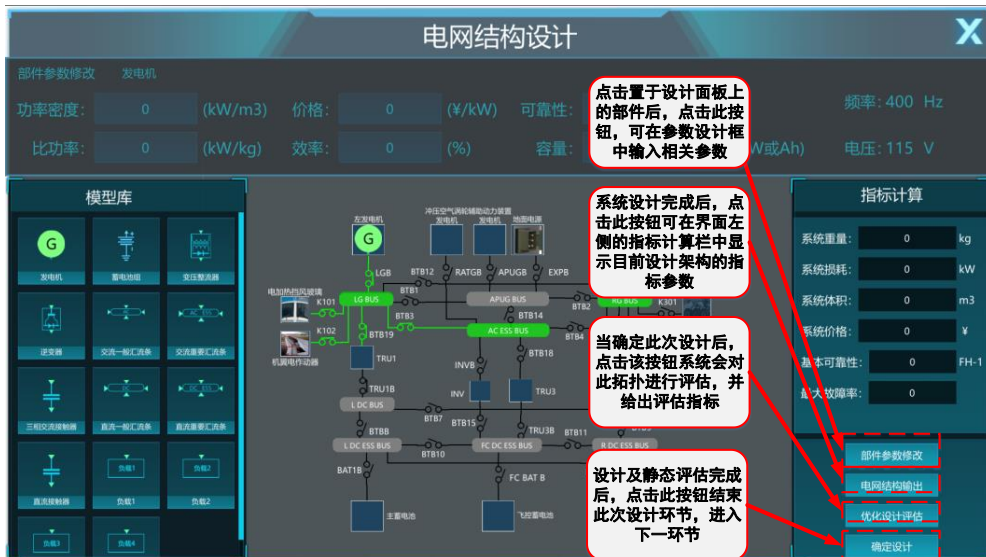 电网结构设计
X
部件参数修改 发电机
功率密度： 0 (kW/m3) 价格： 0 (¥/kW) 可靠性： 频率：400 Hz
比功率： 0 (kW/kg) 效率： 0 (%) 容量： W或Ah) 电压：115 V
点击置于设计面板上
的部件后，点击此按
钮，可在参数设计框
中输入相关参数
模型库
G
发电机 蓄电池组 变压整流器
逆变器 交流一般汇流条 交流重要汇流条
三相交流接触器 直流一般汇流条 直流重要汇流条
负载1 负载2
直流接触器 负载1 负载2
负载3 负载4
冲压空气涡轮辅助动力装置
左发电机 发电机 发电机 地面电源
G
LGB BTB12 RATGB APUGB EXPB
电加热挡风玻璃
K101 LG BUS BTB1 APUG BUS BTB2 RG BUS K301
K102 BTB3 BTB14
AC ESS BUS BTB4
机翼电作动器 BTB19
TRU1 INVB BTB18
TRU1B INV TRU3
L DC BUS
BTB7 BTB15
BTB8 TRU3B BTB11
L DC ESS BUS BTB10 FC DC ESS BUS R DC ESS BUS
BAT1B FC BAT B
主蓄电池 飞控蓄电池
系统设计完成后，点
击此按钮可在界面左
侧的指标计算栏中显
示目前设计架构的指
标参数
当确定此次设计后，
点击该按钮系统会对
此拓扑进行评估，并
给出评估指标
设计及静态评估完成
后，点击此按钮结束
此次设计环节，进入
下一环节
指标计算
系统重量： 0 kg
系统损耗： 0 kW
系统体积： 0 m3
系统价格： 0 ¥
基本可靠性： 0 FH-1
最大故障率： 0
部件参数修改
电网结构输出
优化设计评估
确定设计